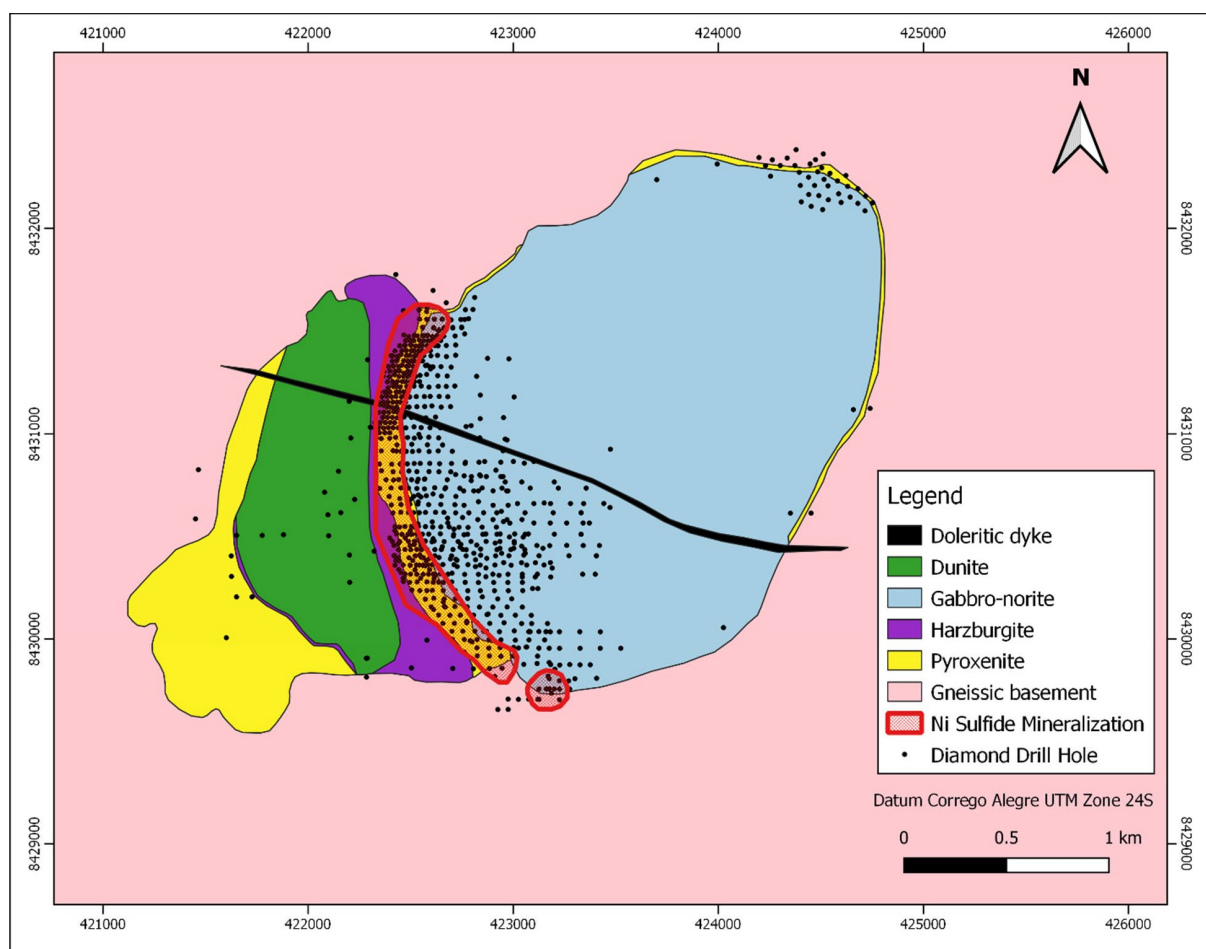 421000 422000 423000 424000 425000 426000
N
8432000 8432000
8431000 8431000
Legend
Doleritic dyke
Dunite
Gabbro-norite
Harzburgite
Pyroxenite
Gneissic basement
Ni Sulfide Mineralization
Diamond Drill Hole
8430000 8430000
Datum Corrego Alegre UTM Zone 24S
0 0.5 1 km
8429000 8429000
421000 422000 423000 424000 425000 426000